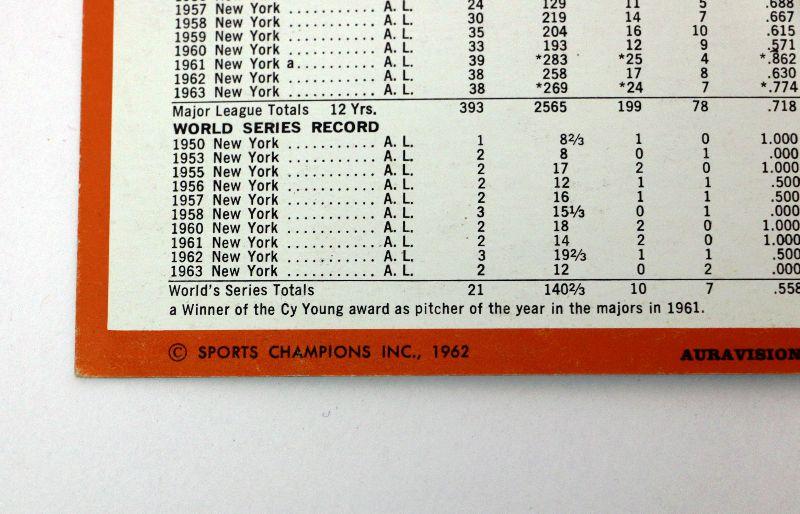 1957 New York ........... A. L. 24 129 11 5 .688
1958 New York ........... A. L. 30 219 14 7 .667
1959 New York ........... A. L. 35 204 16 10 .615
1960 New York ........... A. L. 33 193 12 9 .571
1961 New York a.......... A. L. 39 *283 *25 4 *.862
1962 New York ........... A. L. 38 258 17 8 .630
1963 New York ........... A. L. 38 *269 *24 7 *.774
Major League Totals 12 Yrs. 393 2565 199 78 .718
WORLD SERIES RECORD
1950 New York ........... A. L. 1 8⅔ 1 0 1.000
1953 New York ........... A. L. 2 8 0 1 .000
1955 New York ........... A. L. 2 17 2 0 1.000
1956 New York ........... A. L. 2 12 1 1 .500
1957 New York ........... A. L. 2 16 1 1 .500
1958 New York ........... A. L. 3 15⅓ 0 1 .000
1960 New York ........... A. L. 2 18 2 0 1.000
1961 New York ........... A. L. 2 14 2 0 1.000
1962 New York ........... A. L. 3 19⅔ 1 1 .500
1963 New York ........... A. L. 2 12 0 2 .000
World's Series Totals 21 140⅔ 10 7 .558
a Winner of the Cy Young award as pitcher of the year in the majors in 1961.
© SPORTS CHAMPIONS INC., 1962 AURAVISION